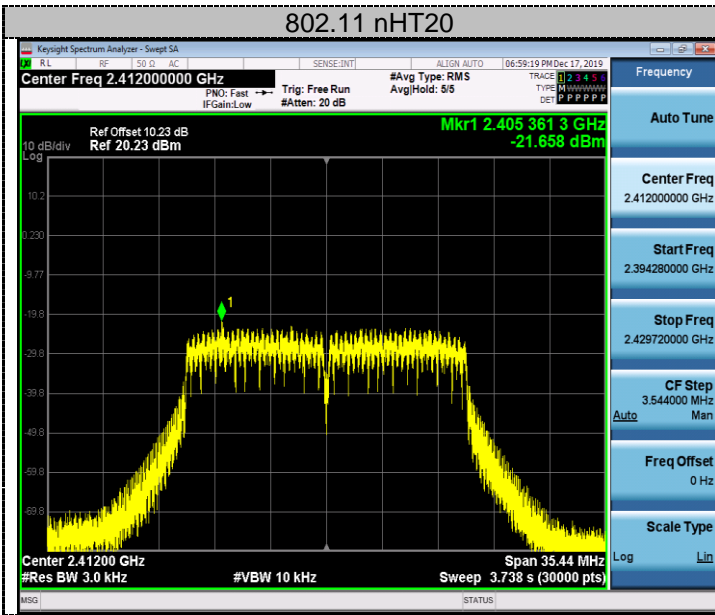 802.11 nHT20
Keysight Spectrum Analyzer - Swept SA
RL RF 50 Ω AC SENSE:INT ALIGN AUTO 06:59:19 PM Dec 17, 2019
Center Freq 2.412000000 GHz
PNO: Fast
IFGain:Low
Trig: Free Run
#Atten: 20 dB
#Avg Type: RMS
Avg|Hold: 5/5
TRACE 1 2 3 4 5 6
TYPE M WWWWW
DET P P P P P P
Frequency
Ref Offset 10.23 dB
Ref 20.23 dBm
10 dB/div
Log
Mkr1 2.405 361 3 GHz
-21.658 dBm
10.2
0.230
-9.77
-19.8
-29.8
-39.8
-49.8
-59.8
-69.8
1
Center 2.41200 GHz
Span 35.44 MHz
#Res BW 3.0 kHz
#VBW 10 kHz
Sweep 3.738 s (30000 pts)
MSG
STATUS
Auto Tune
Center Freq
2.412000000 GHz
Start Freq
2.394280000 GHz
Stop Freq
2.429720000 GHz
CF Step
3.544000 MHz
Auto Man
Freq Offset
0 Hz
Scale Type
Log Lin